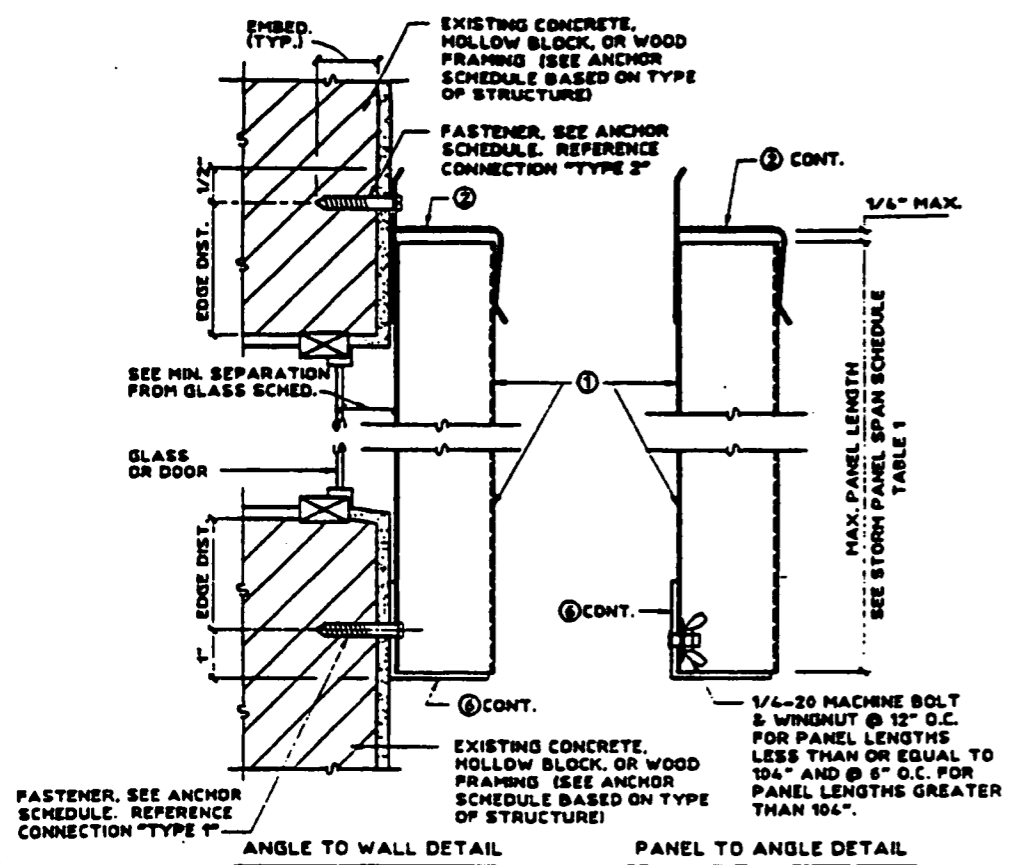 EMBED.
(TYP.)
EXISTING CONCRETE,
HOLLOW BLOCK, OR WOOD
FRAMING (SEE ANCHOR
SCHEDULE BASED ON TYPE
OF STRUCTURE)
FASTENER, SEE ANCHOR
SCHEDULE. REFERENCE
CONNECTION "TYPE 2"
②
② CONT.
1/4" MAX.
1/2"
EDGE DIST.
SEE MIN. SEPARATION
FROM GLASS SCHED.
①
GLASS
OR DOOR
MAX. PANEL LENGTH
SEE STORM PANEL SPAN SCHEDULE
TABLE 1
EDGE DIST.
1"
⑥ CONT.
⑥ CONT.
1/4-20 MACHINE BOLT
& WINGNUT @ 12" O.C.
FOR PANEL LENGTHS
LESS THAN OR EQUAL TO
104" AND @ 6" O.C. FOR
PANEL LENGTHS GREATER
THAN 104".
EXISTING CONCRETE,
HOLLOW BLOCK, OR WOOD
FRAMING (SEE ANCHOR
SCHEDULE BASED ON TYPE
OF STRUCTURE)
FASTENER, SEE ANCHOR
SCHEDULE. REFERENCE
CONNECTION "TYPE 1"
ANGLE TO WALL DETAIL
PANEL TO ANGLE DETAIL